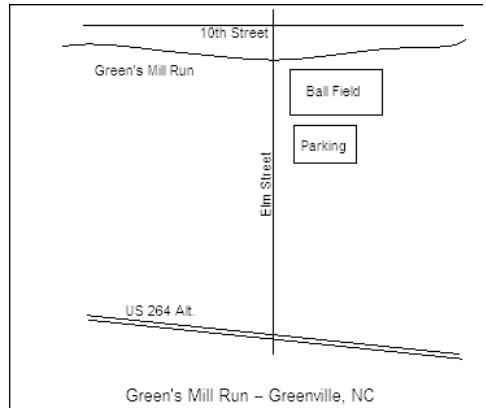 10th Street
Green's Mill Run
Ball Field
Parking
Elm Street
US 264 Alt.
Green's Mill Run -- Greenville, NC